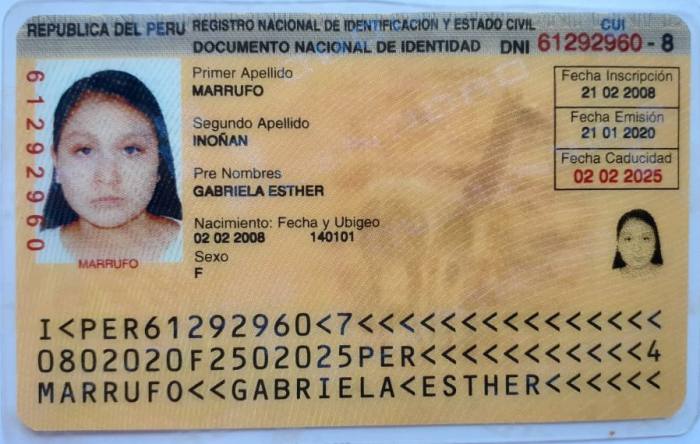 REPUBLICA DEL PERU REGISTRO NACIONAL DE IDENTIFICACION Y ESTADO CIVIL CUI
DOCUMENTO NACIONAL DE IDENTIDAD DNI 61292960 - 8
61292960
Primer Apellido
MARRUFO
Segundo Apellido
INOÑAN
Pre Nombres
GABRIELA ESTHER
Nacimiento: Fecha y Ubigeo
02 02 2008 140101
Sexo
F
Fecha Inscripción
21 02 2008
Fecha Emisión
21 01 2020
Fecha Caducidad
02 02 2025
MARRUFO
I<PER61292960<7<<<<<<<<<<<<<<<
0802020F2502025PER<<<<<<<<<<<4
MARRUFO<<GABRIELA<ESTHER<<<<<<